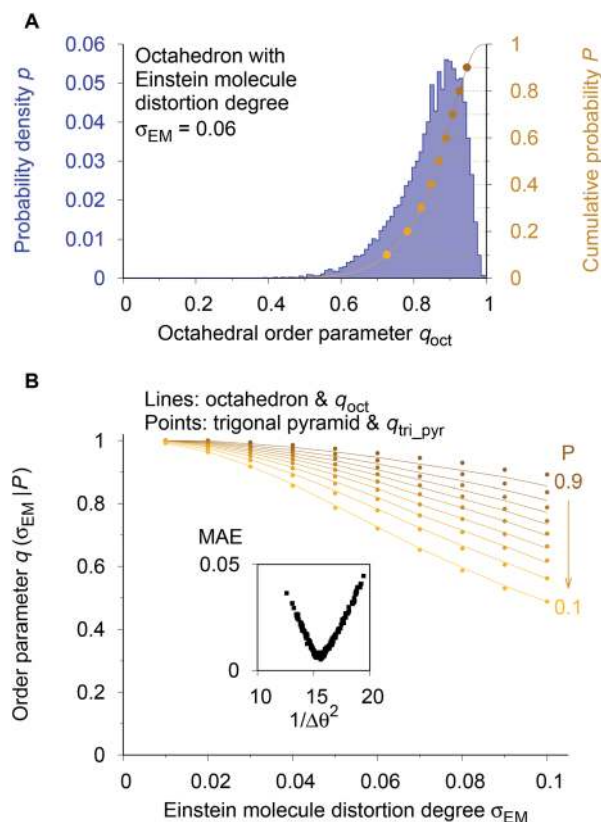 A
Octahedron with
Einstein molecule
distortion degree
σEM = 0.06
Probability density p
0.06
0.05
0.04
0.03
0.02
0.01
0
Cumulative probability P
1
0.8
0.6
0.4
0.2
0
0 0.2 0.4 0.6 0.8 1
Octahedral order parameter qoct
B
Lines: octahedron & qoct
Points: trigonal pyramid & qtri_pyr
Order parameter q (σEM |P)
1
0.8
0.6
0.4
0.2
0
P
0.9
0.1
MAE
0.05
0
10 15 20
1/Δθ²
0 0.02 0.04 0.06 0.08 0.1
Einstein molecule distortion degree σEM